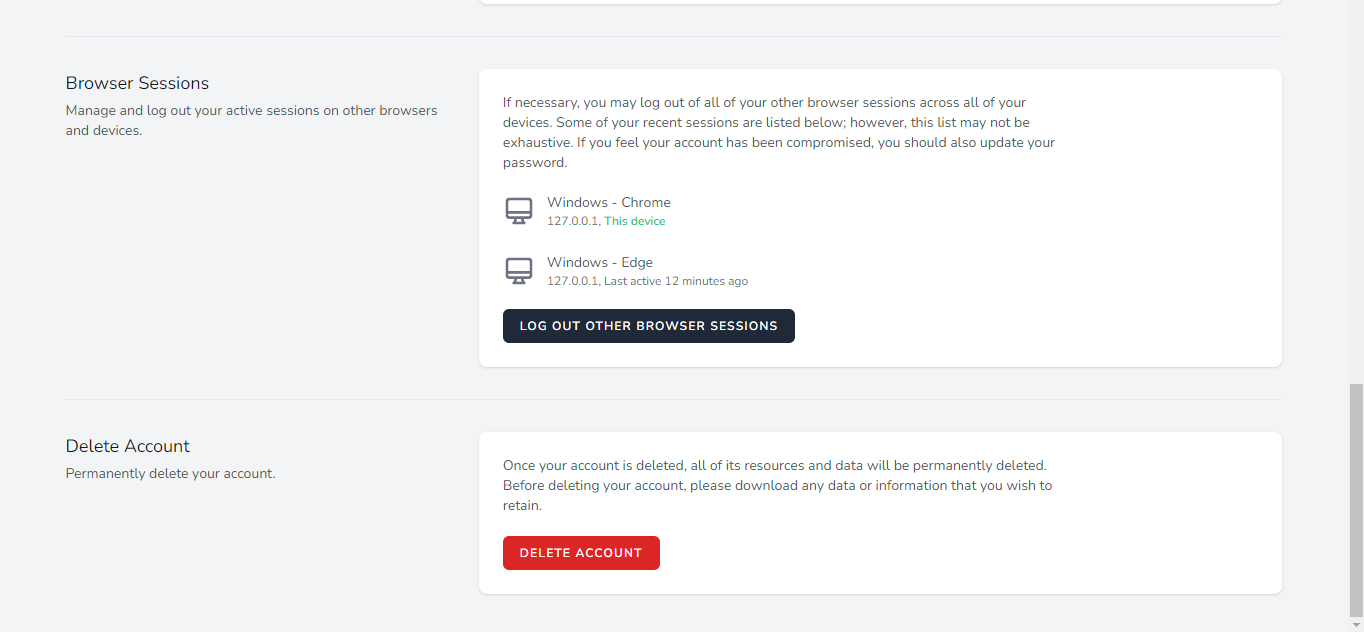 Browser Sessions
Manage and log out your active sessions on other browsers
and devices.
If necessary, you may log out of all of your other browser sessions across all of your
devices. Some of your recent sessions are listed below; however, this list may not be
exhaustive. If you feel your account has been compromised, you should also update your
password.
Windows - Chrome
127.0.0.1, This device
Windows - Edge
127.0.0.1, Last active 12 minutes ago
LOG OUT OTHER BROWSER SESSIONS
Delete Account
Permanently delete your account.
Once your account is deleted, all of its resources and data will be permanently deleted.
Before deleting your account, please download any data or information that you wish to
retain.
DELETE ACCOUNT